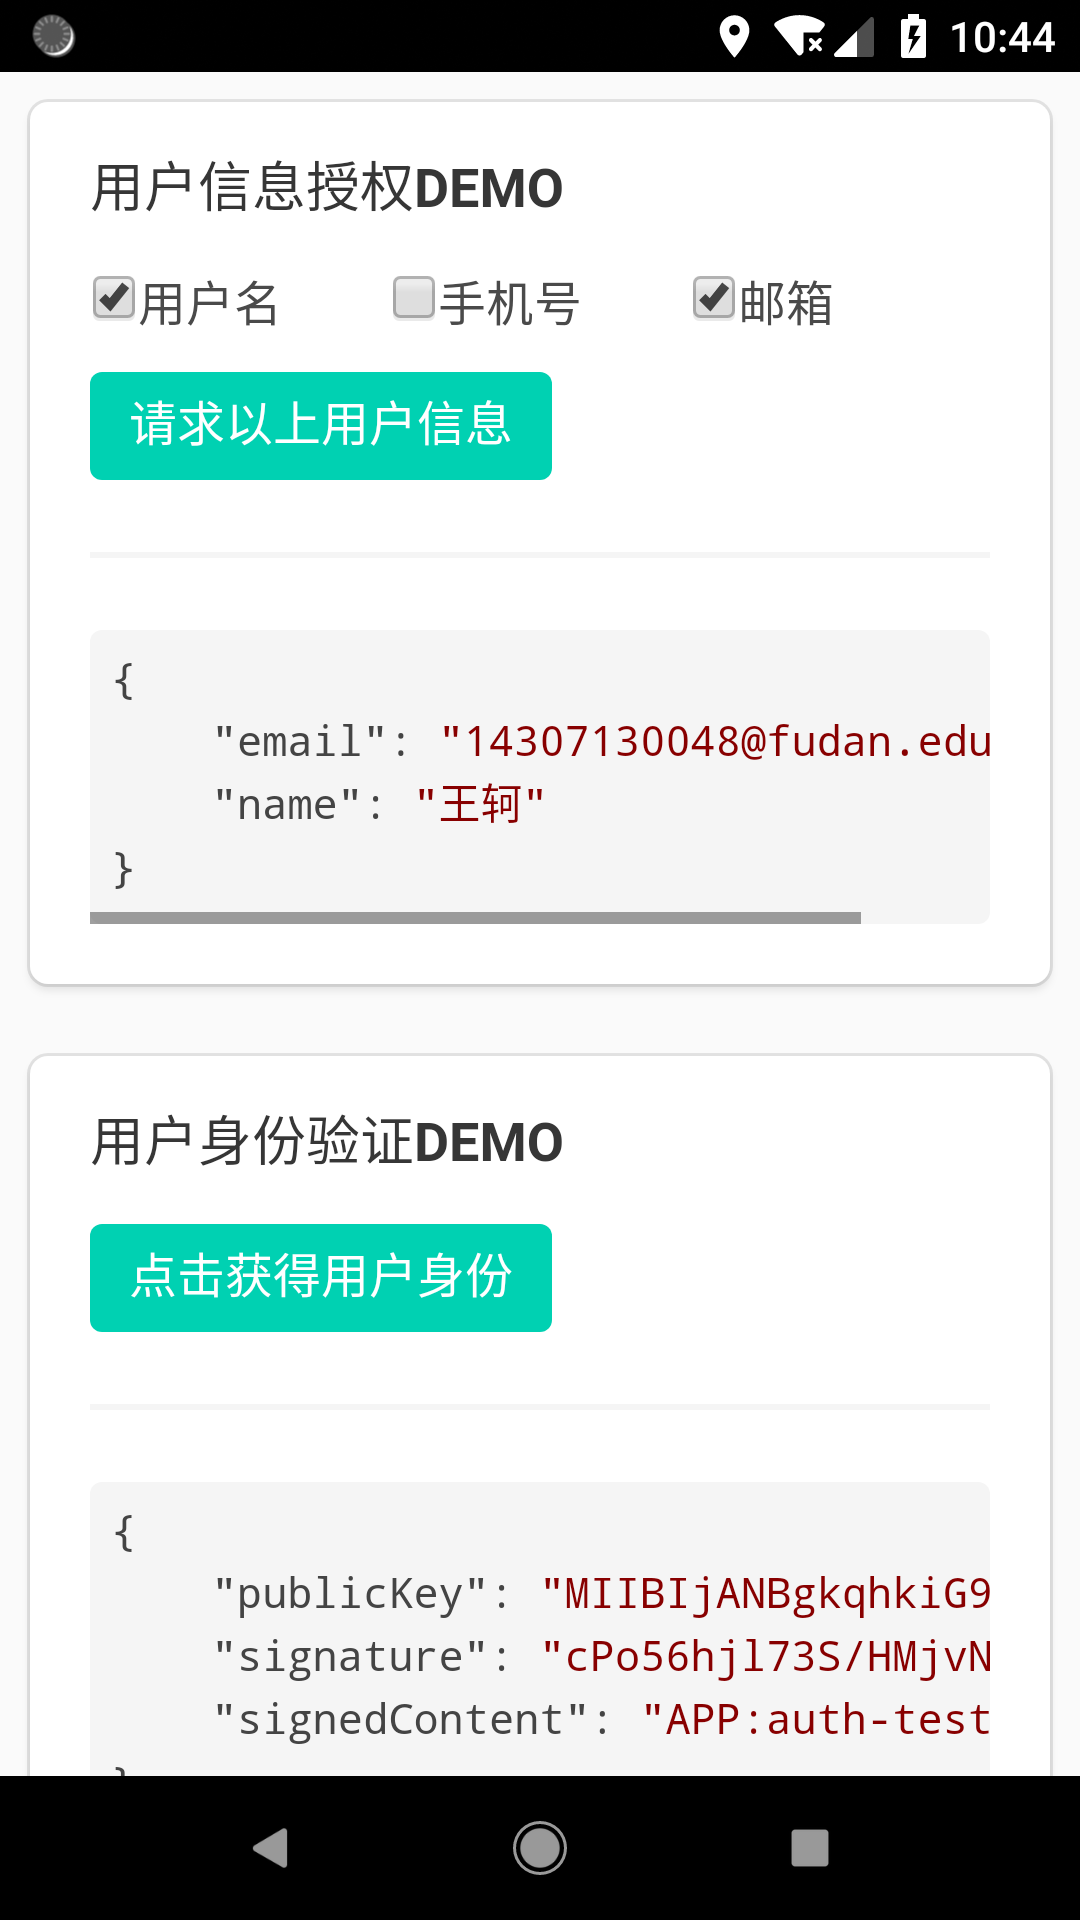 10:44
用户信息授权DEMO
用户名 手机号 邮箱
请求以上用户信息
{
"email": "14307130048@fudan.edu
"name": "王轲"
}
用户身份验证DEMO
点击获得用户身份
{
"publicKey": "MIIBIjANBgkqhkiG9
"signature": "cPo56hjl73S/HMjvN
"signedContent": "APP:auth-test
}